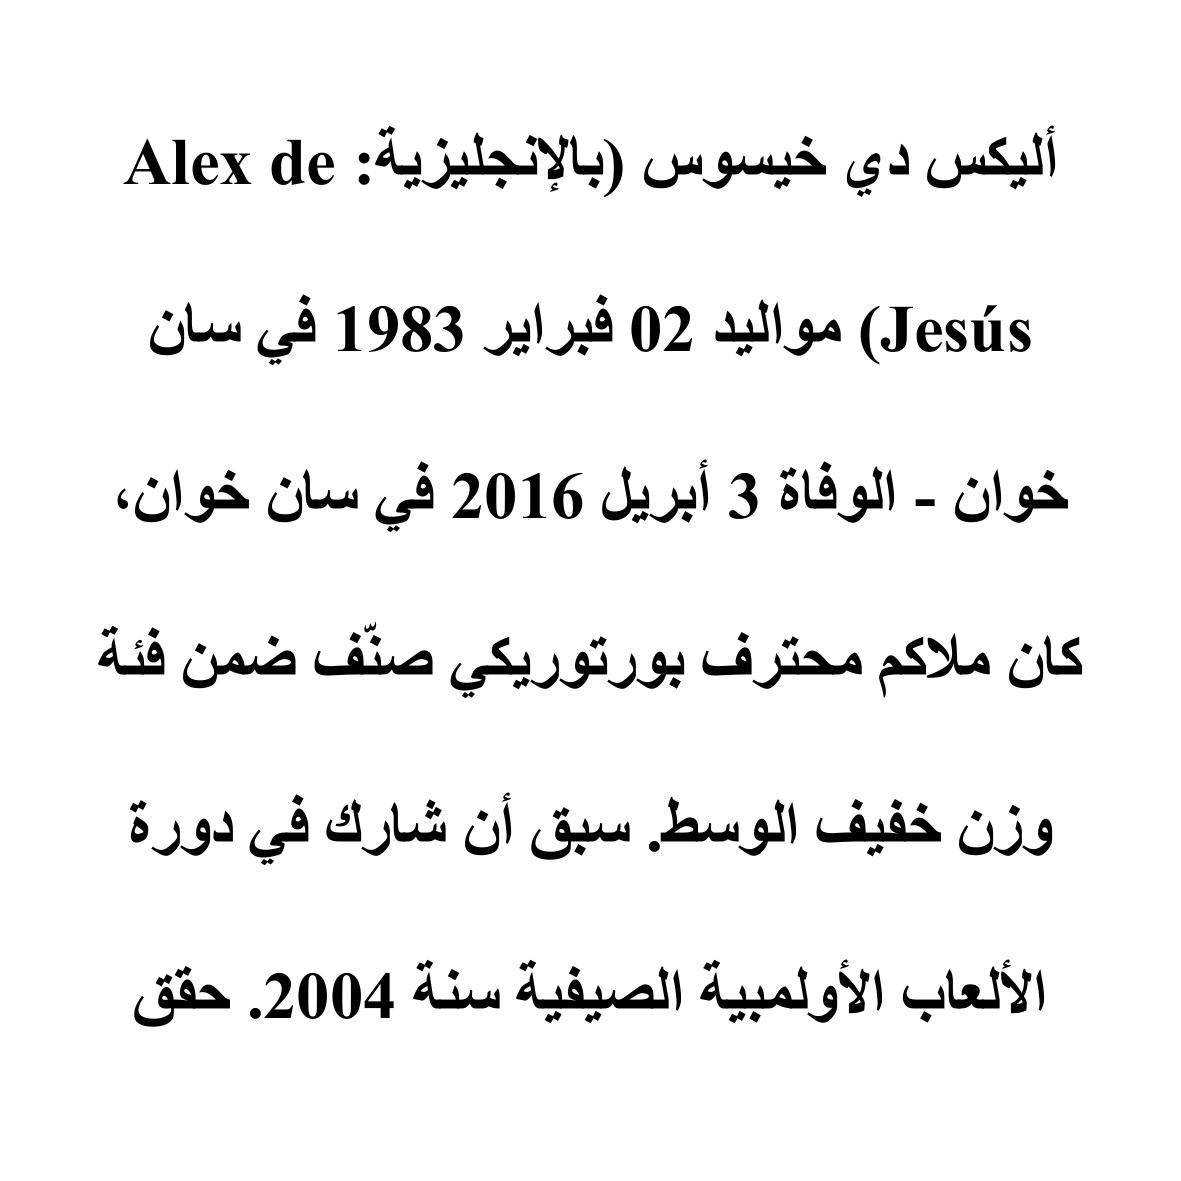 أليكس دي خيسوس (بالإنجليزية: Alex de
Jesús) مواليد 02 فبراير 1983 في سان
خوان - الوفاة 3 أبريل 2016 في سان خوان،
كان ملاكم محترف بورتوريكي صنّف ضمن فئة
وزن خفيف الوسط. سبق أن شارك في دورة
الألعاب الأولمبية الصيفية سنة 2004. حقق